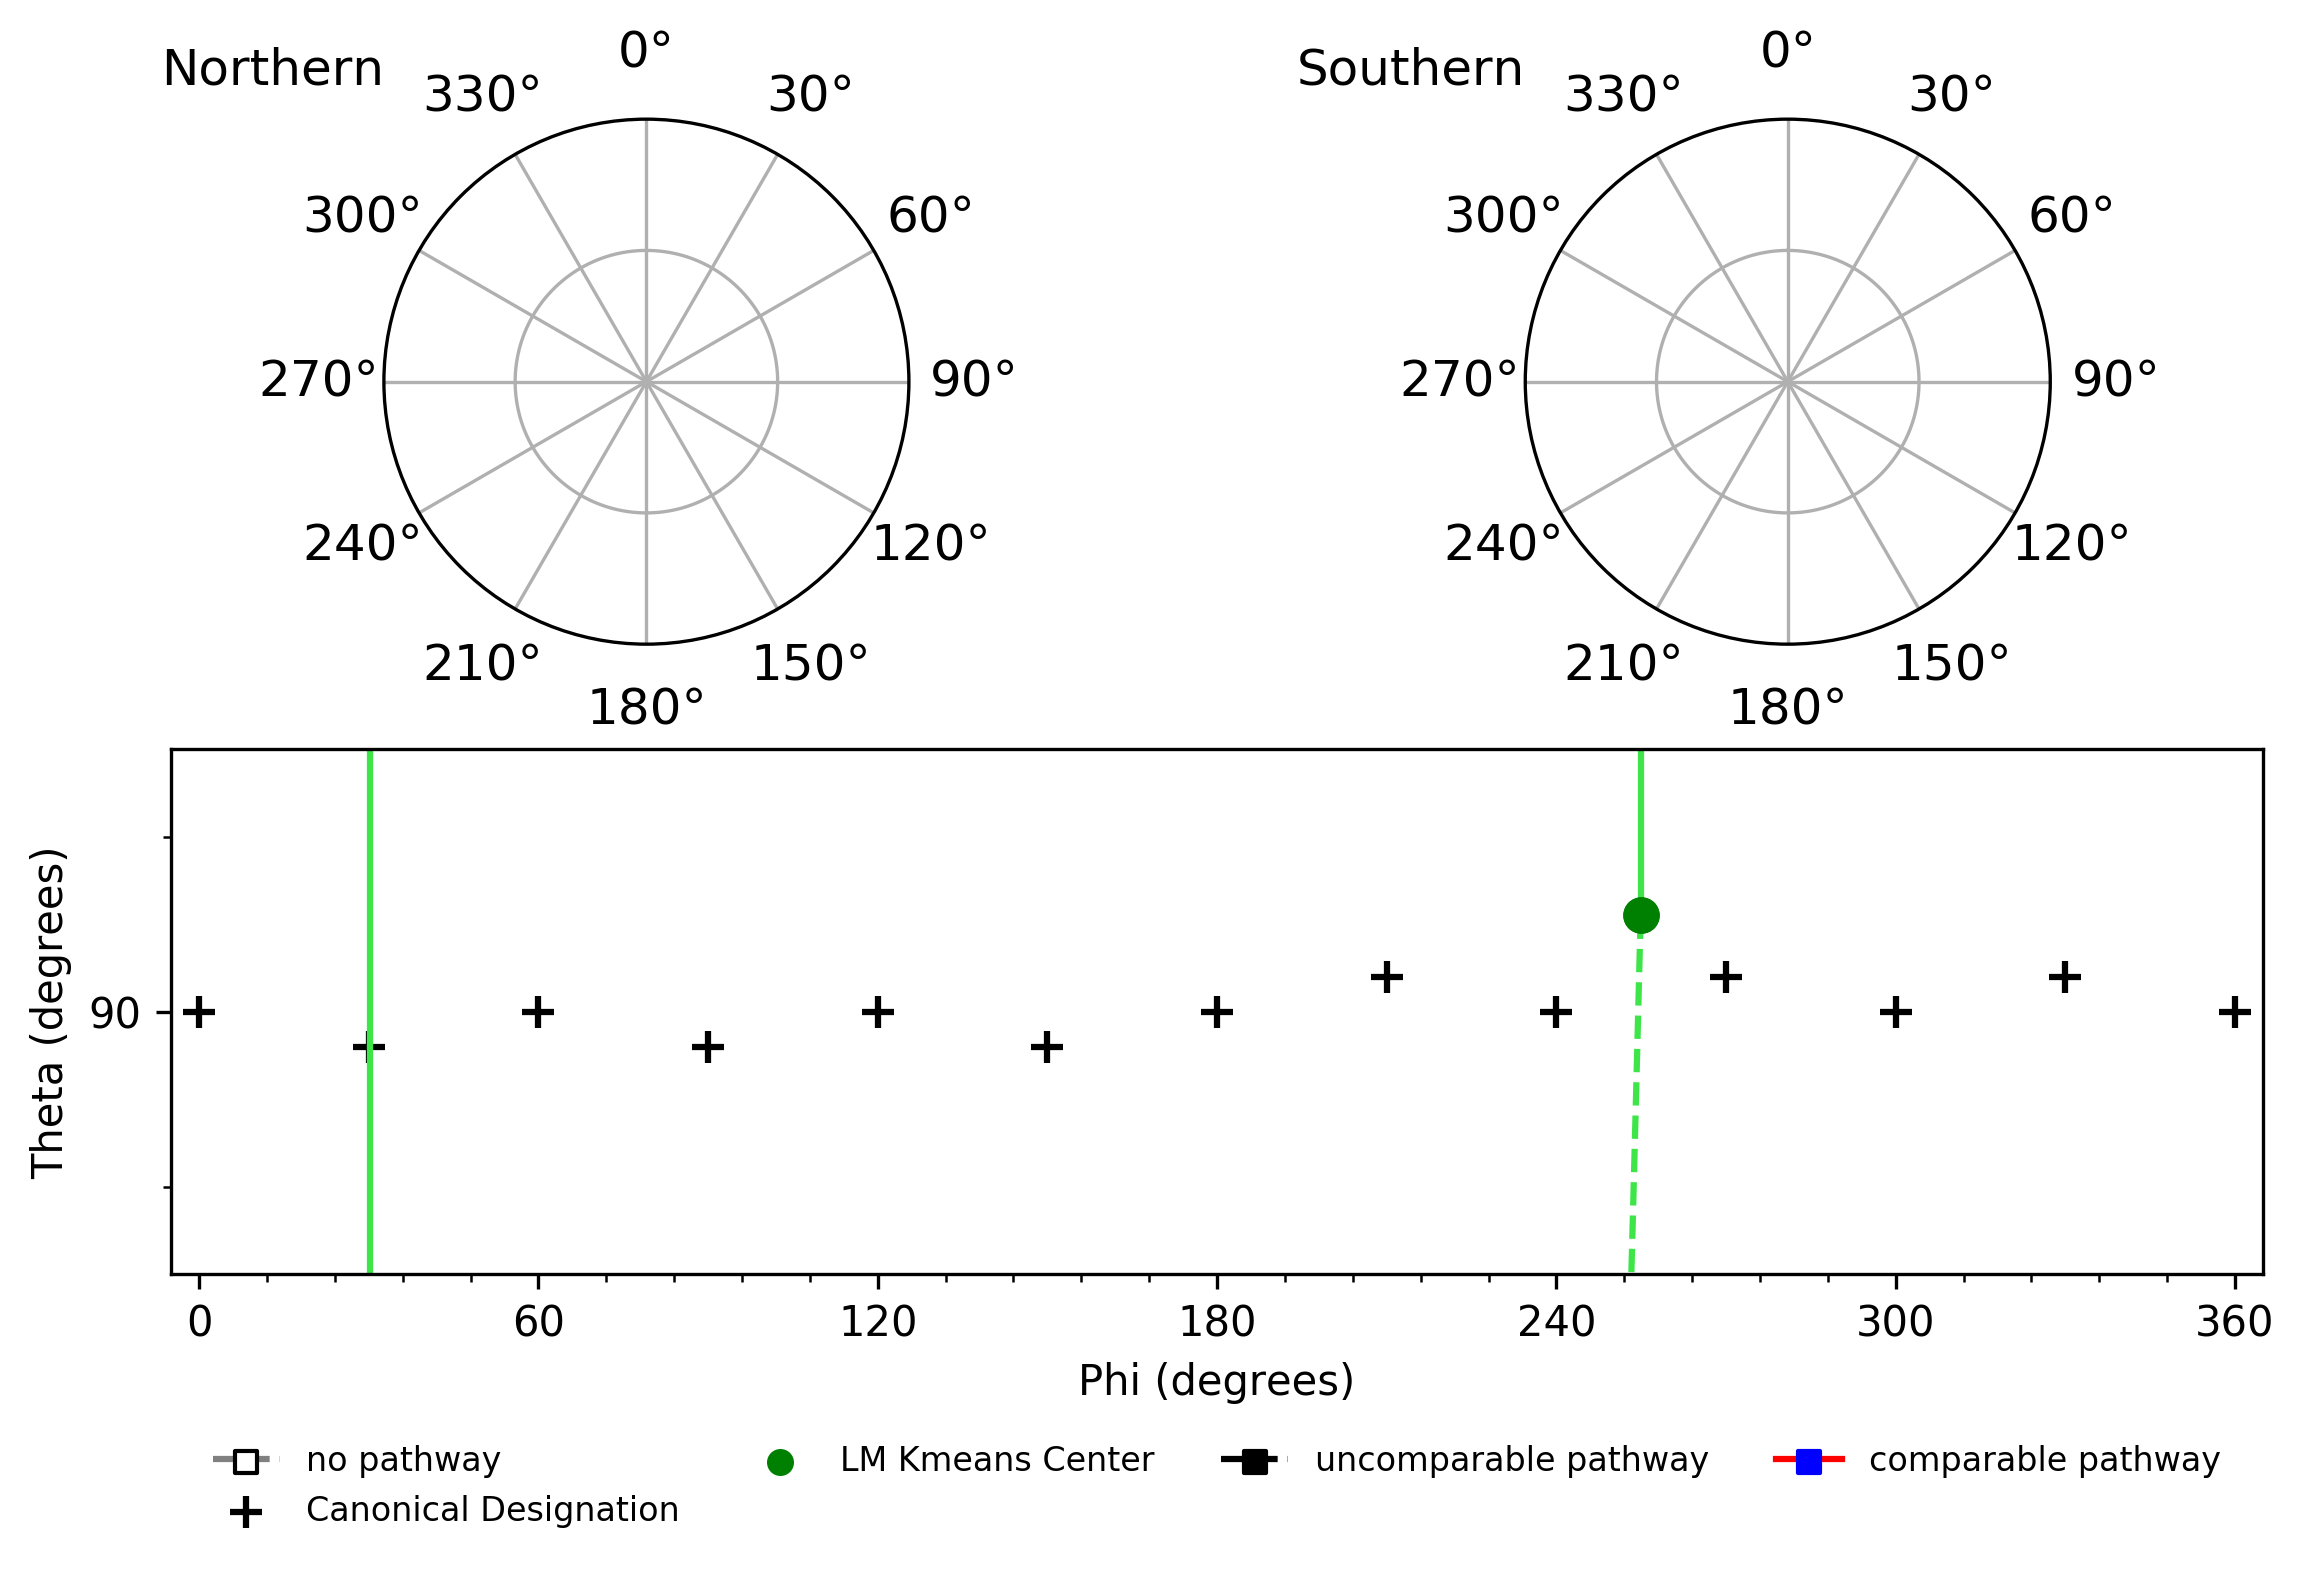 Northern
0°
30°
60°
90°
120°
150°
180°
210°
240°
270°
300°
330°
Southern
0°
30°
60°
90°
120°
150°
180°
210°
240°
270°
300°
330°
Theta (degrees)
90
0 60 120 180 240 300 360
Phi (degrees)
no pathway
Canonical Designation
LM Kmeans Center
uncomparable pathway
comparable pathway